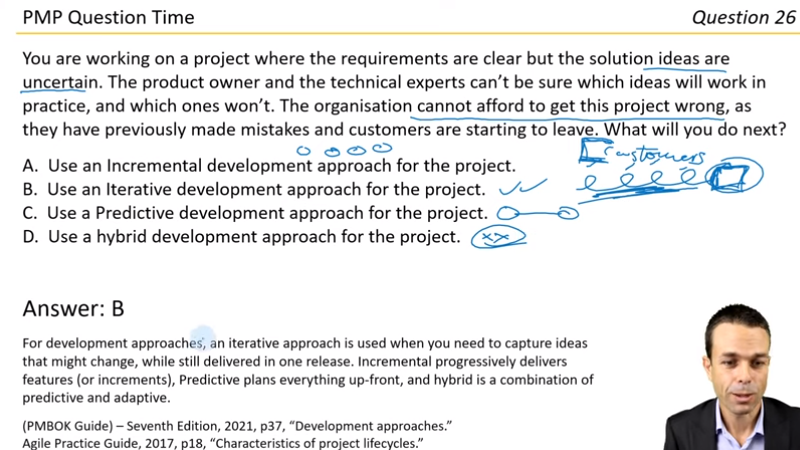 PMP Question Time
Question 26
You are working on a project where the requirements are clear but the solution ideas are
uncertain. The product owner and the technical experts can't be sure which ideas will work in
practice, and which ones won't. The organisation cannot afford to get this project wrong, as
they have previously made mistakes and customers are starting to leave. What will you do next?
A. Use an Incremental development approach for the project.
B. Use an Iterative development approach for the project.
C. Use a Predictive development approach for the project.
D. Use a hybrid development approach for the project.
customers
xx
Answer: B
For development approaches, an iterative approach is used when you need to capture ideas
that might change, while still delivered in one release. Incremental progressively delivers
features (or increments), Predictive plans everything up-front, and hybrid is a combination of
predictive and adaptive.
(PMBOK Guide) – Seventh Edition, 2021, p37, "Development approaches."
Agile Practice Guide, 2017, p18, "Characteristics of project lifecycles."